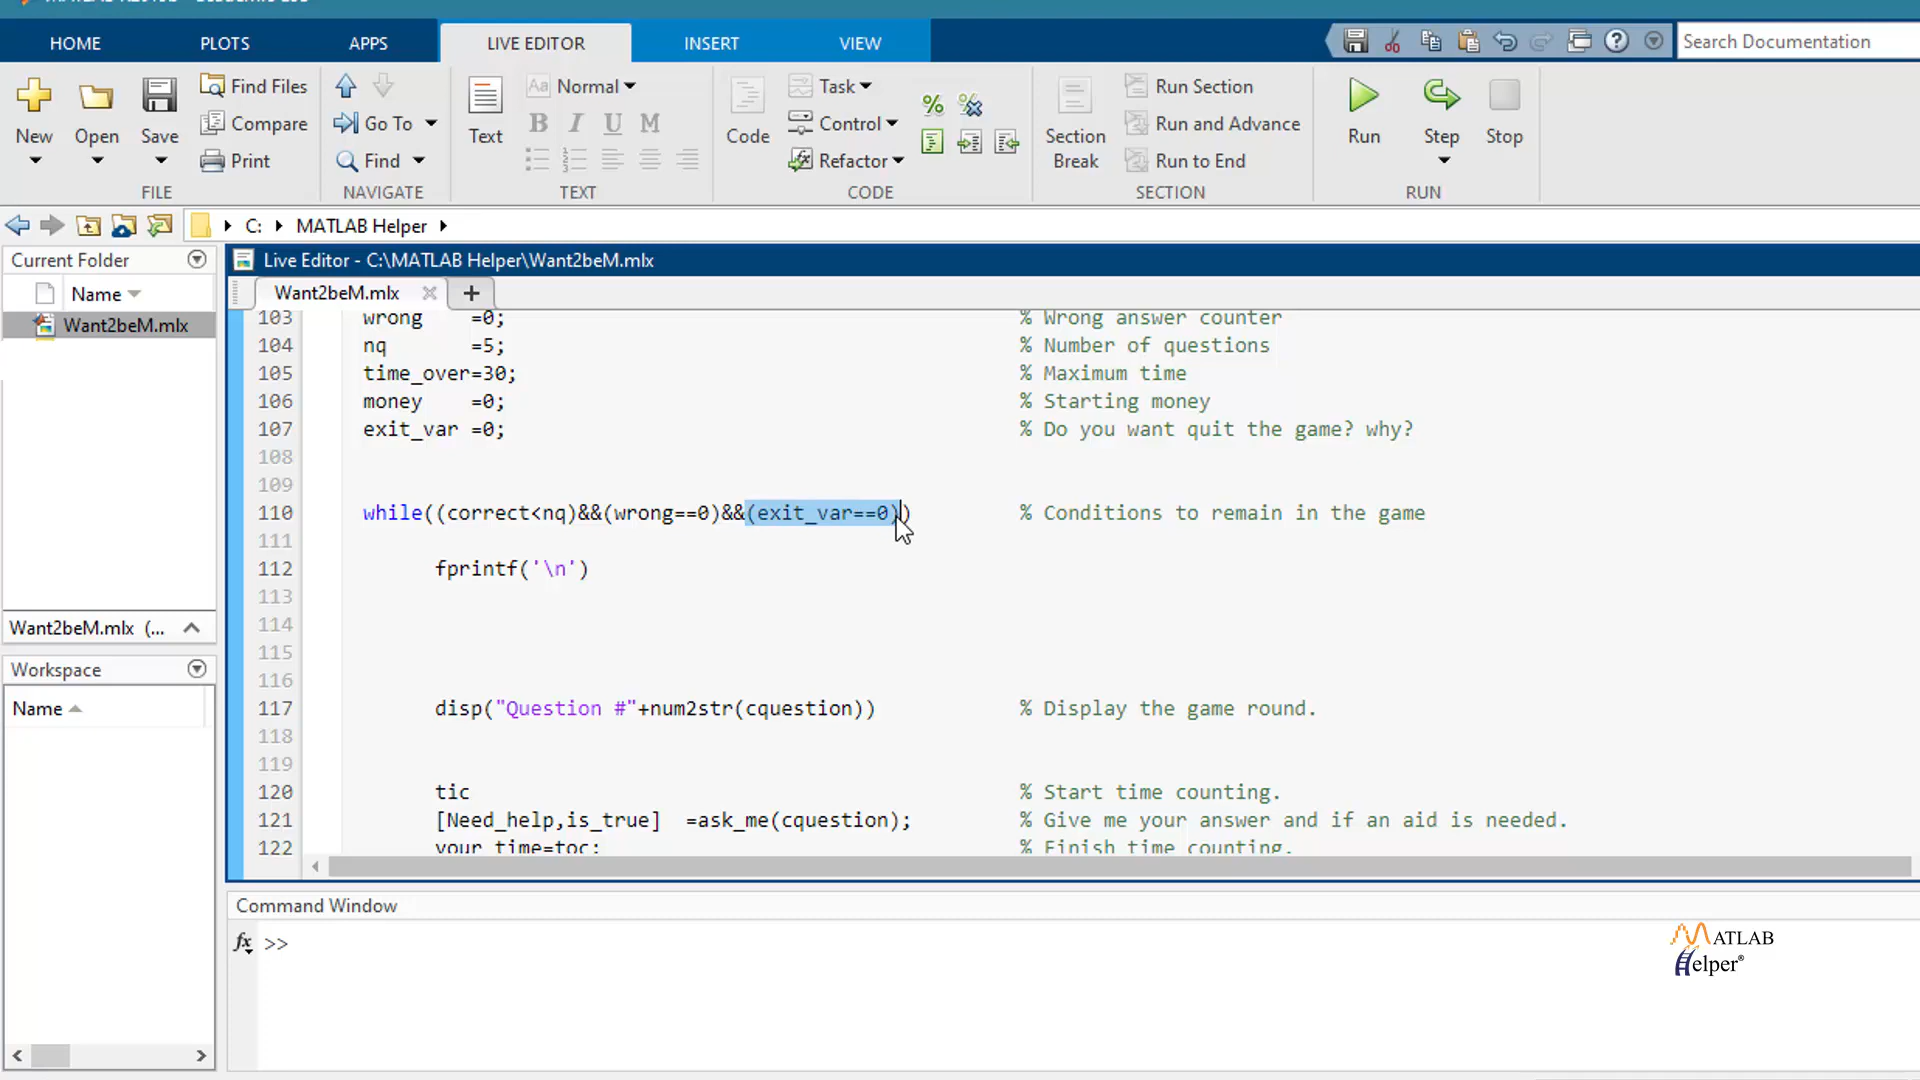 HOME PLOTS APPS LIVE EDITOR INSERT VIEW Search Documentation
New Open Save Find Files Compare Print
FILE
Go To Find
NAVIGATE
Text Normal B I U M
TEXT
Code Task Control Refactor
CODE
Section Break Run Section Run and Advance Run to End
SECTION
Run Step Stop
RUN
C: MATLAB Helper
Current Folder
Name
Want2beM.mlx
Want2beM.mlx (...
Workspace
Name
Live Editor - C:\MATLAB Helper\Want2beM.mlx
Want2beM.mlx
103 wrong =0; % Wrong answer counter
104 nq =5; % Number of questions
105 time_over=30; % Maximum time
106 money =0; % Starting money
107 exit_var =0; % Do you want quit the game? why?
108
109
110 while((correct<nq)&&(wrong==0)&&(exit_var==0)) % Conditions to remain in the game
111
112 fprintf('\n')
113
114
115
116
117 disp("Question #"+num2str(cquestion)) % Display the game round.
118
119
120 tic % Start time counting.
121 [Need_help,is_true] =ask_me(cquestion); % Give me your answer and if an aid is needed.
122 your_time=toc; % Finish time counting.
Command Window
fx >>
MATLAB
Helper®